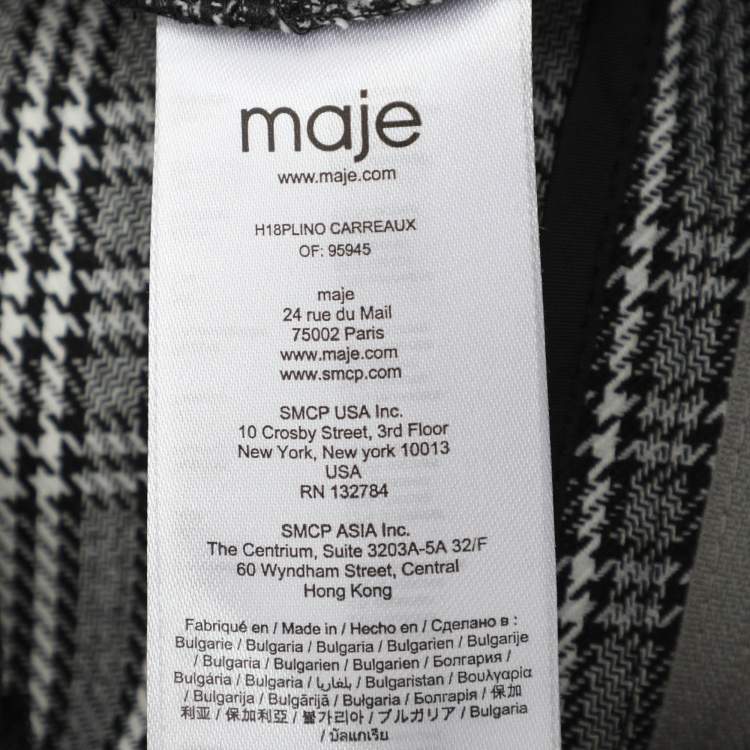 maje
www.maje.com
H18PLINO CARREAUX
OF: 95945
maje
24 rue du Mail
75002 Paris
www.maje.com
www.smcp.com
SMCP USA Inc.
10 Crosby Street, 3rd Floor
New York, New york 10013
USA
RN 132784
SMCP ASIA Inc.
The Centrium, Suite 3203A-5A 32/F
60 Wyndham Street, Central
Hong Kong
Fabriqué en / Made in / Hecho en / Сделано в :
Bulgarie / Bulgaria / Bulgaria / Bulgarien / Bulgarije
/ Bulgaria / Bulgarien / Bulgarien / Болгария /
Bulgária / Bulgaria / بلغاريا / Bulgaristan / Βουλγαρία
/ Bulgarija / Bulgārijā / Bułgaria / Болгарія / 保加
利亚 / 保加利亞 / 불가리아 / ブルガリア / Bulgaria
/ บัลแกเรีย